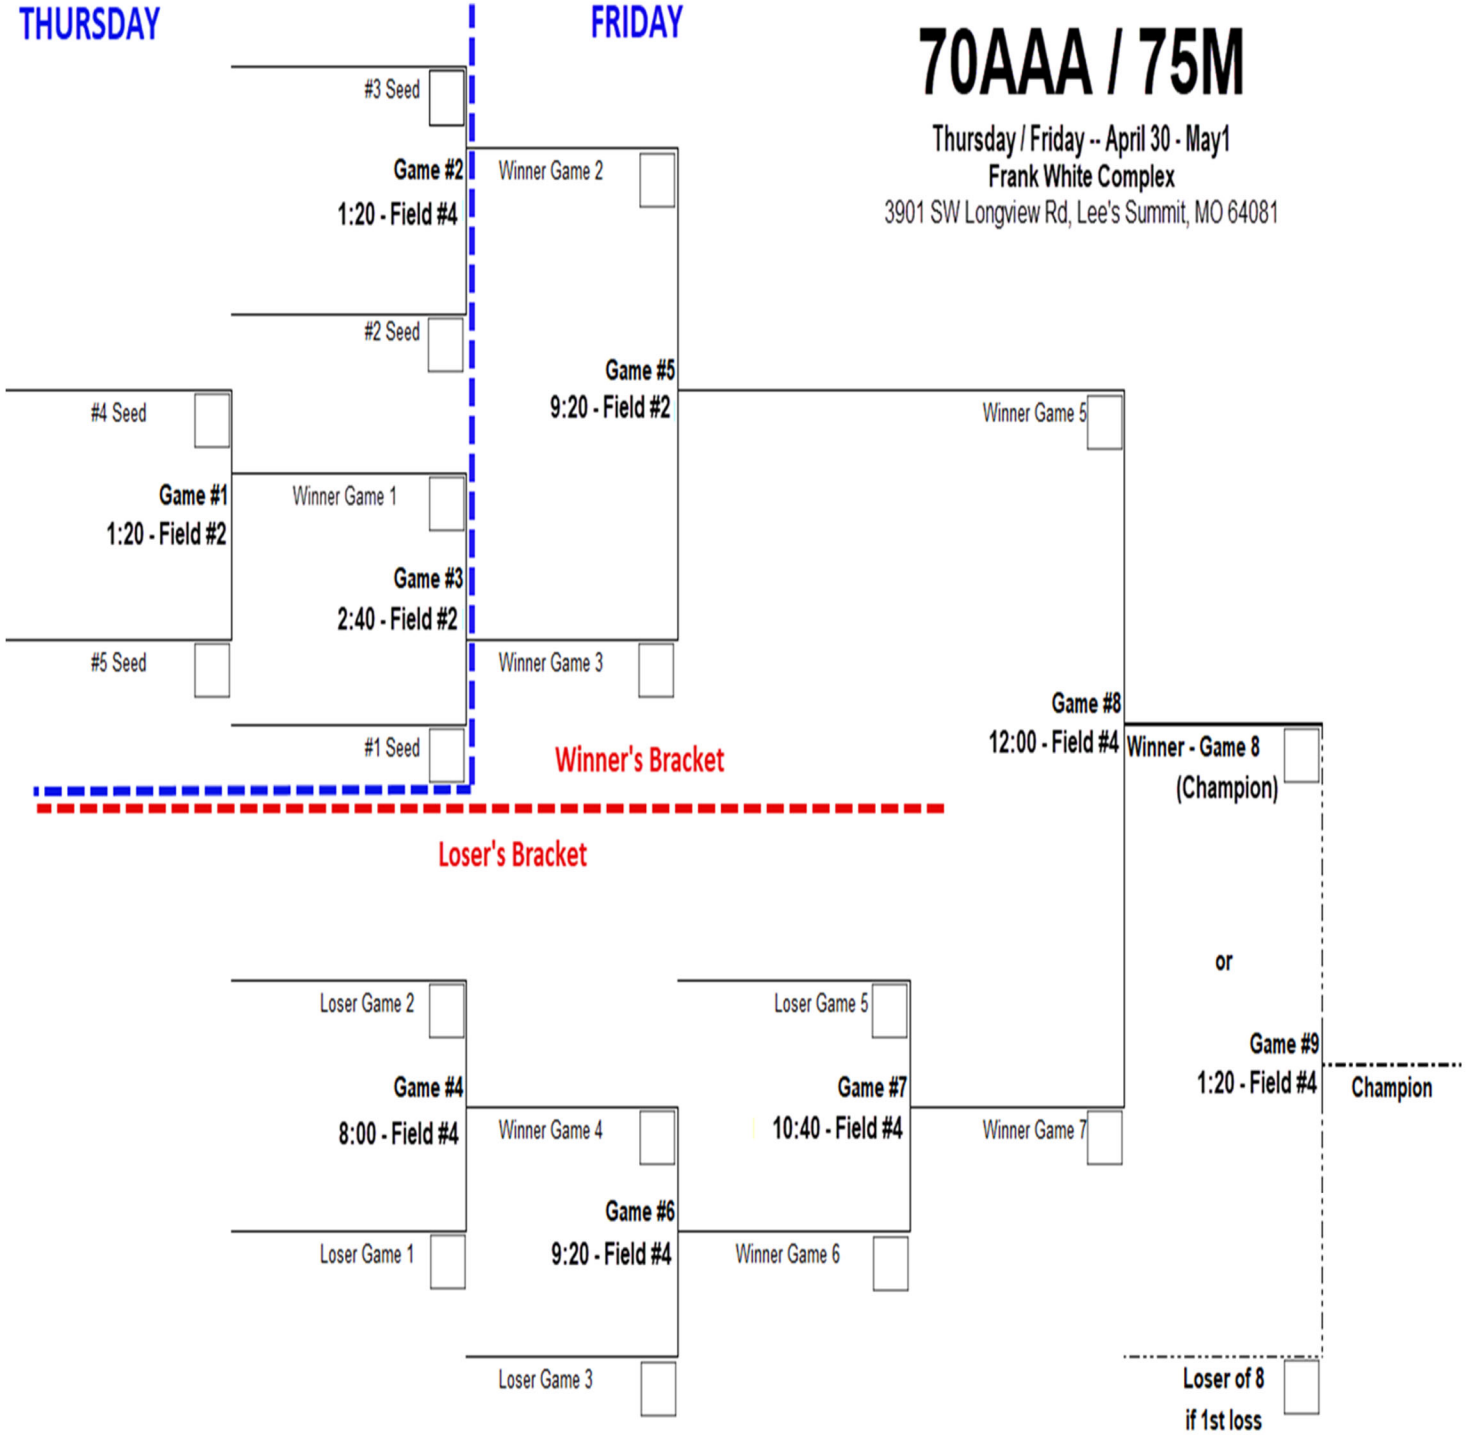 THURSDAY
FRIDAY
70AAA / 75M
Thursday / Friday -- April 30 - May1
Frank White Complex
3901 SW Longview Rd, Lee's Summit, MO 64081
#3 Seed
Game #2
1:20 - Field #4
#2 Seed
Winner Game 2
Game #5
9:20 - Field #2
#4 Seed
Game #1
1:20 - Field #2
#5 Seed
Winner Game 1
Game #3
2:40 - Field #2
#1 Seed
Winner Game 3
Winner Game 5
Game #8
12:00 - Field #4
Winner - Game 8
(Champion)
Winner's Bracket
Loser's Bracket
Loser Game 2
Game #4
8:00 - Field #4
Loser Game 1
Winner Game 4
Game #6
9:20 - Field #4
Loser Game 3
Loser Game 5
Game #7
10:40 - Field #4
Winner Game 6
Winner Game 7
or
Game #9
1:20 - Field #4
Champion
Loser of 8
if 1st loss